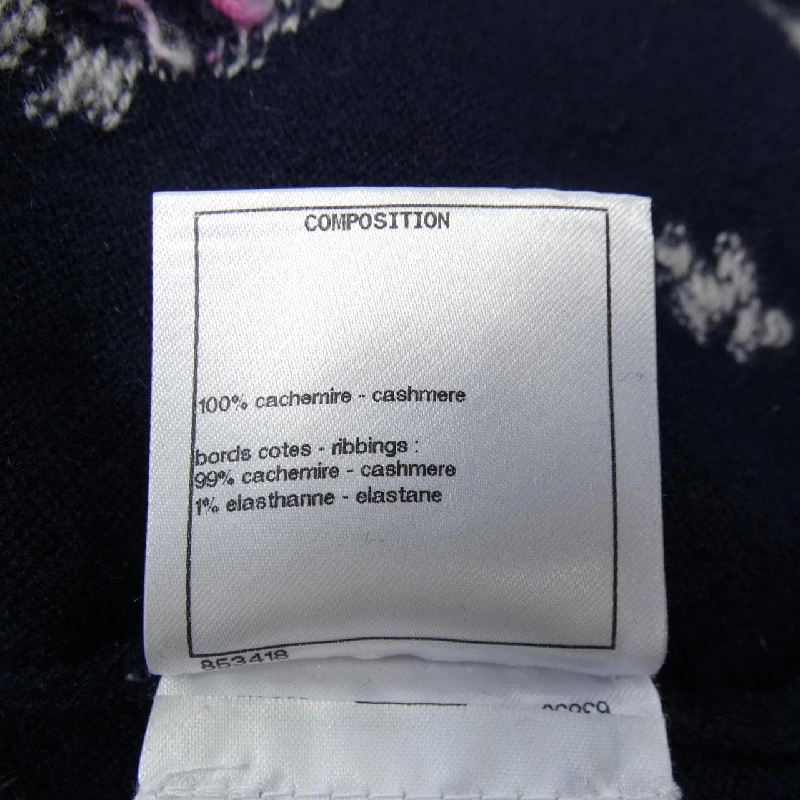 COMPOSITION
100% cachemire - cashmere
bords cotes - ribbings :
99% cachemire - cashmere
1% elasthanne - elastane
853418